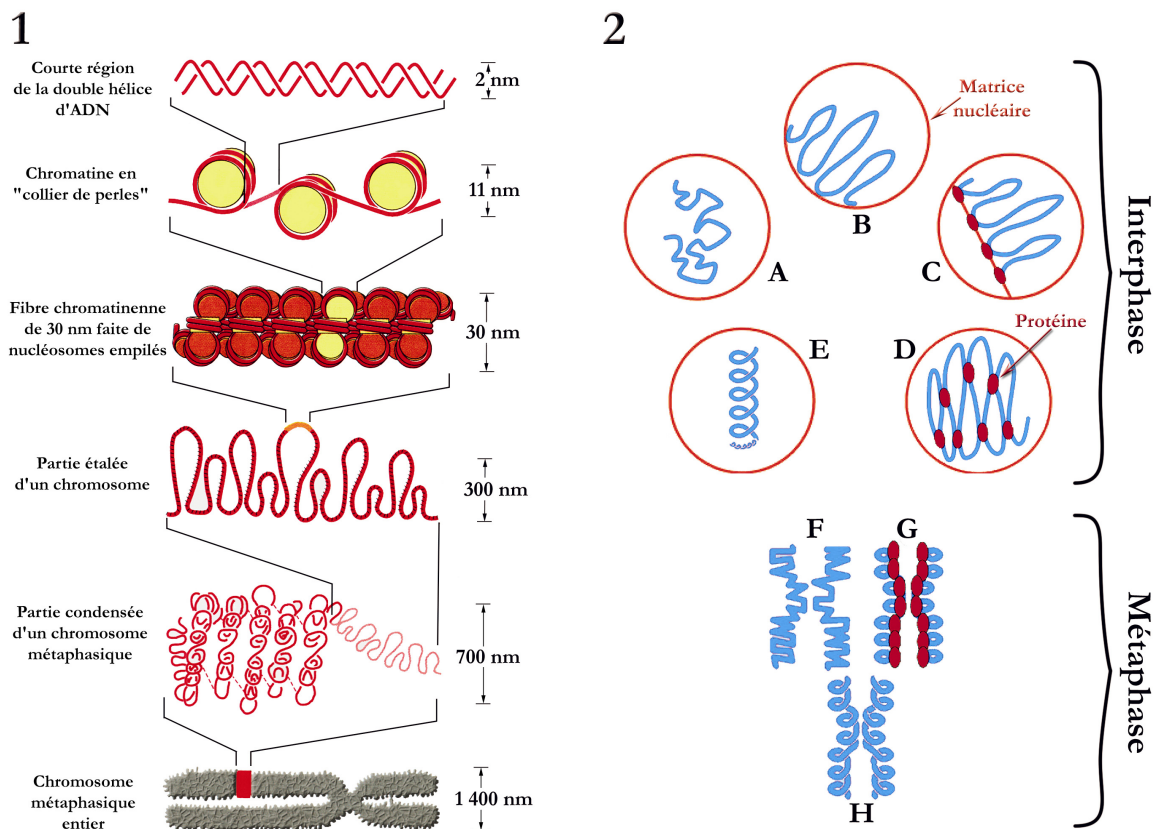 1
Courte région
de la double hélice
d'ADN
2 nm
Chromatine en
"collier de perles"
11 nm
Fibre chromatinenne
de 30 nm faite de
nucléosomes empilés
30 nm
Partie étalée
d'un chromosome
300 nm
Partie condensée
d'un chromosome
métaphasique
700 nm
Chromosome
métaphasique
entier
1 400 nm
2
Matrice
nucléaire
B
A
C
E
D
Protéine
Interphase
F
G
H
Métaphase